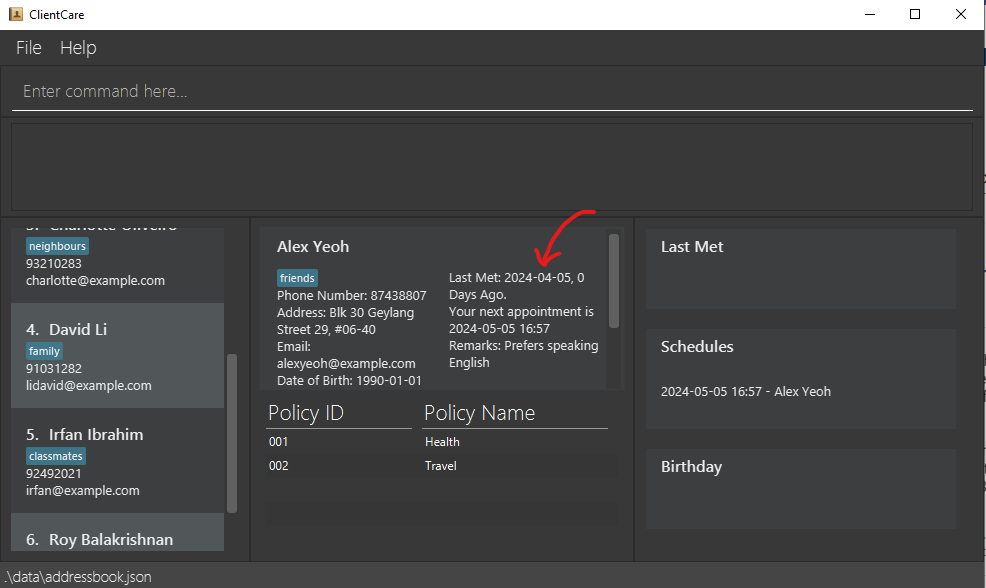 ClientCare
File Help
Enter command here...
3. Charlotte Oliveiro
neighbours
93210283
charlotte@example.com
4. David Li
family
91031282
lidavid@example.com
5. Irfan Ibrahim
classmates
92492021
irfan@example.com
6. Roy Balakrishnan
Alex Yeoh
friends
Phone Number: 87438807
Address: Blk 30 Geylang
Street 29, #06-40
Email:
alexyeoh@example.com
Date of Birth: 1990-01-01
Last Met: 2024-04-05, 0
Days Ago.
Your next appointment is
2024-05-05 16:57
Remarks: Prefers speaking
English
Policy ID Policy Name
001 Health
002 Travel
Last Met
Schedules
2024-05-05 16:57 - Alex Yeoh
Birthday
.\data\addressbook.json